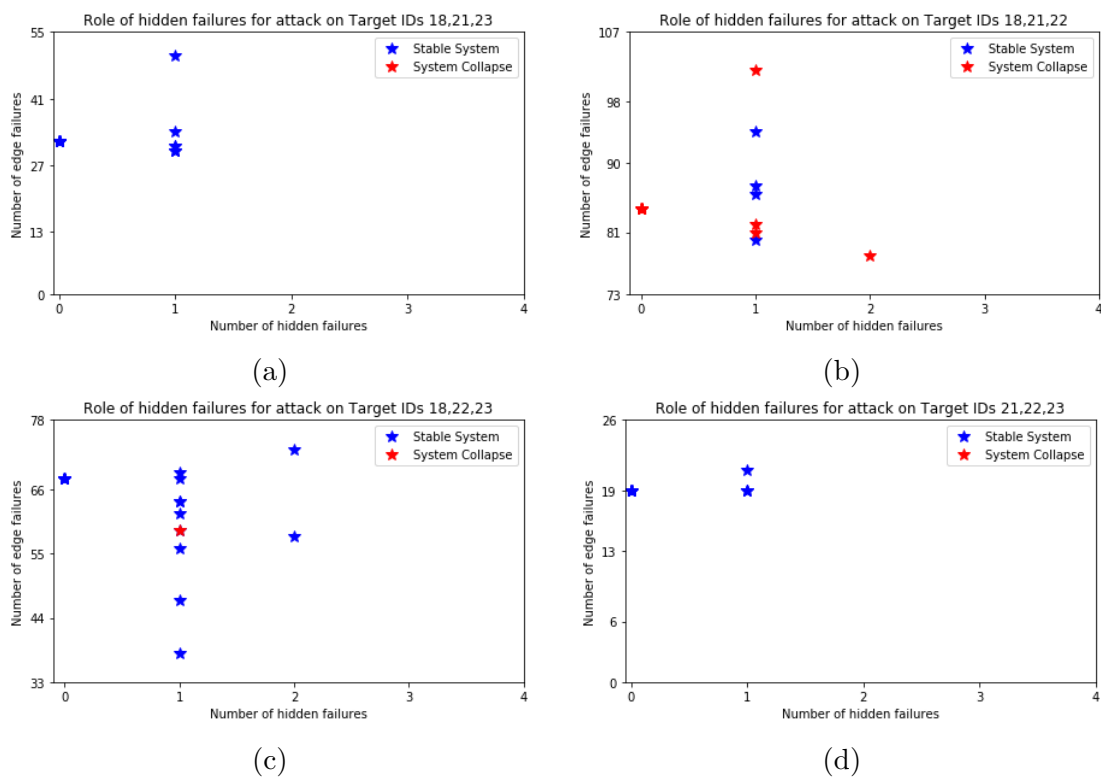 Role of hidden failures for attack on Target IDs 18,21,23
55
41
27
13
0
Number of edge failures
Stable System
System Collapse
0 1 2 3 4
Number of hidden failures
(a)
Role of hidden failures for attack on Target IDs 18,21,22
107
98
90
81
73
Number of edge failures
Stable System
System Collapse
0 1 2 3 4
Number of hidden failures
(b)
Role of hidden failures for attack on Target IDs 18,22,23
78
66
55
44
33
Number of edge failures
Stable System
System Collapse
0 1 2 3 4
Number of hidden failures
(c)
Role of hidden failures for attack on Target IDs 21,22,23
26
19
13
6
0
Number of edge failures
Stable System
System Collapse
0 1 2 3 4
Number of hidden failures
(d)